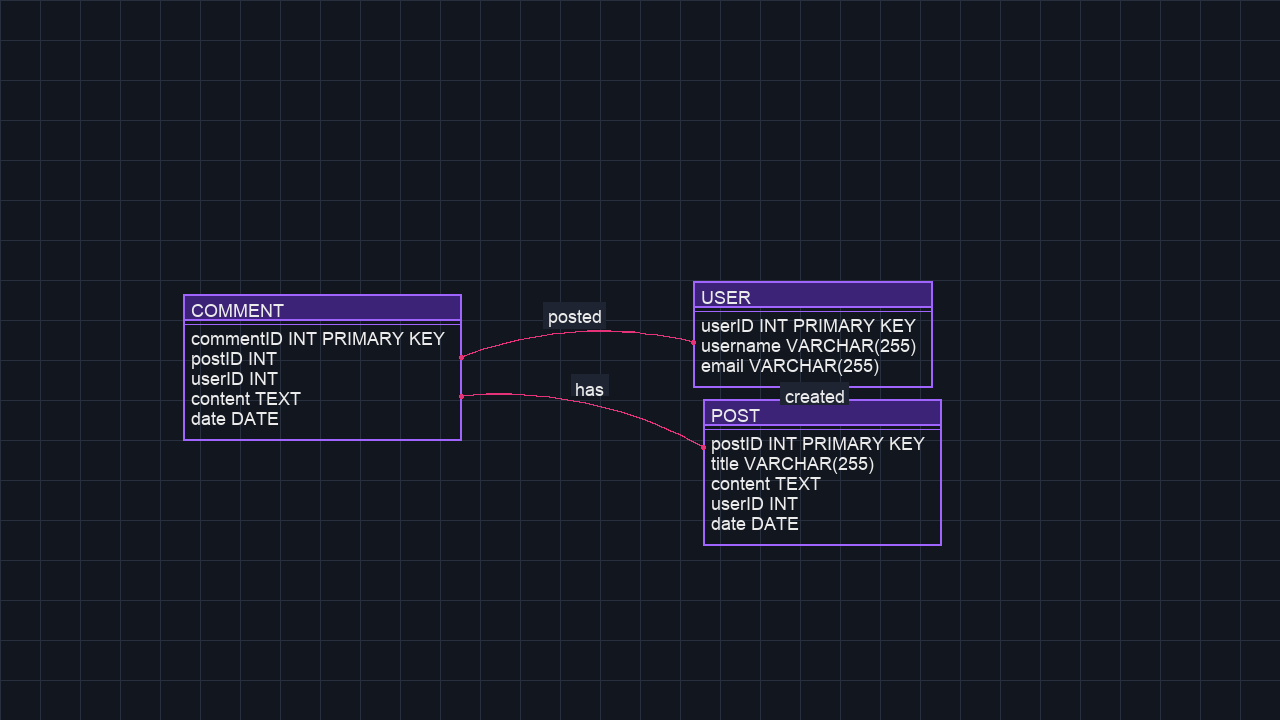 COMMENT
commentID INT PRIMARY KEY
postID INT
userID INT
content TEXT
date DATE
posted
has
USER
userID INT PRIMARY KEY
username VARCHAR(255)
email VARCHAR(255)
created
POST
postID INT PRIMARY KEY
title VARCHAR(255)
content TEXT
userID INT
date DATE